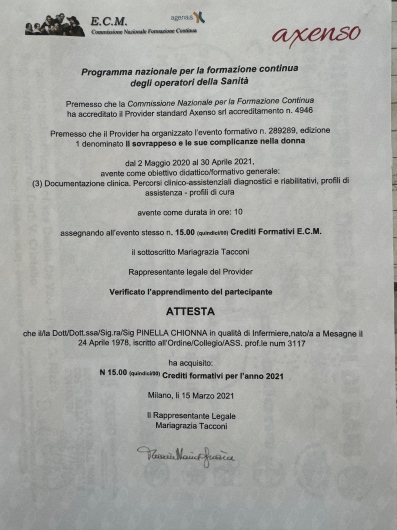 E.C.M.
Commissione Nazionale Formazione Continua
agenas
axenso
Programma nazionale per la formazione continua
degli operatori della Sanità
Premesso che la Commissione Nazionale per la Formazione Continua
ha accreditato il Provider standard Axenso srl accreditamento n. 4946
Premesso che il Provider ha organizzato l'evento formativo n. 289289, edizione
1 denominato Il sovrappeso e le sue complicanze nella donna
dal 2 Maggio 2020 al 30 Aprile 2021,
avente come obiettivo didattico/formativo generale:
(3) Documentazione clinica. Percorsi clinico-assistenziali diagnostici e riabilitativi, profili di
assistenza - profili di cura
avente come durata in ore: 10
assegnando all'evento stesso n. 15.00 (quindici/00) Crediti Formativi E.C.M.
il sottoscritto Mariagrazia Tacconi
Rappresentante legale del Provider
Verificato l'apprendimento del partecipante
ATTESTA
che il/la Dott/Dott.ssa/Sig.ra/Sig PINELLA CHIONNA in qualità di Infermiere,nato/a a Mesagne il
24 Aprile 1978, iscritto all'Ordine/Collegio/ASS. prof.le num 3117
ha acquisito:
N 15.00 (quindici/00) Crediti formativi per l'anno 2021
Milano, li 15 Marzo 2021
Il Rappresentante Legale
Mariagrazia Tacconi